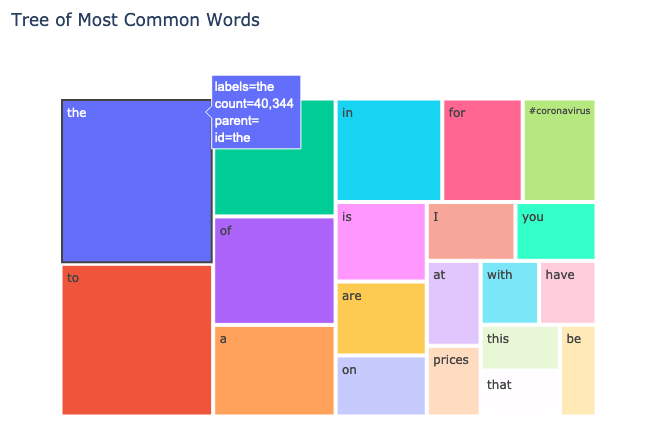 Tree of Most Common Words
the
labels=the
count=40,344
parent=
id=the
in
for
#coronavirus
of
is
I
you
to
at
with
have
are
a
this
be
prices
on
that